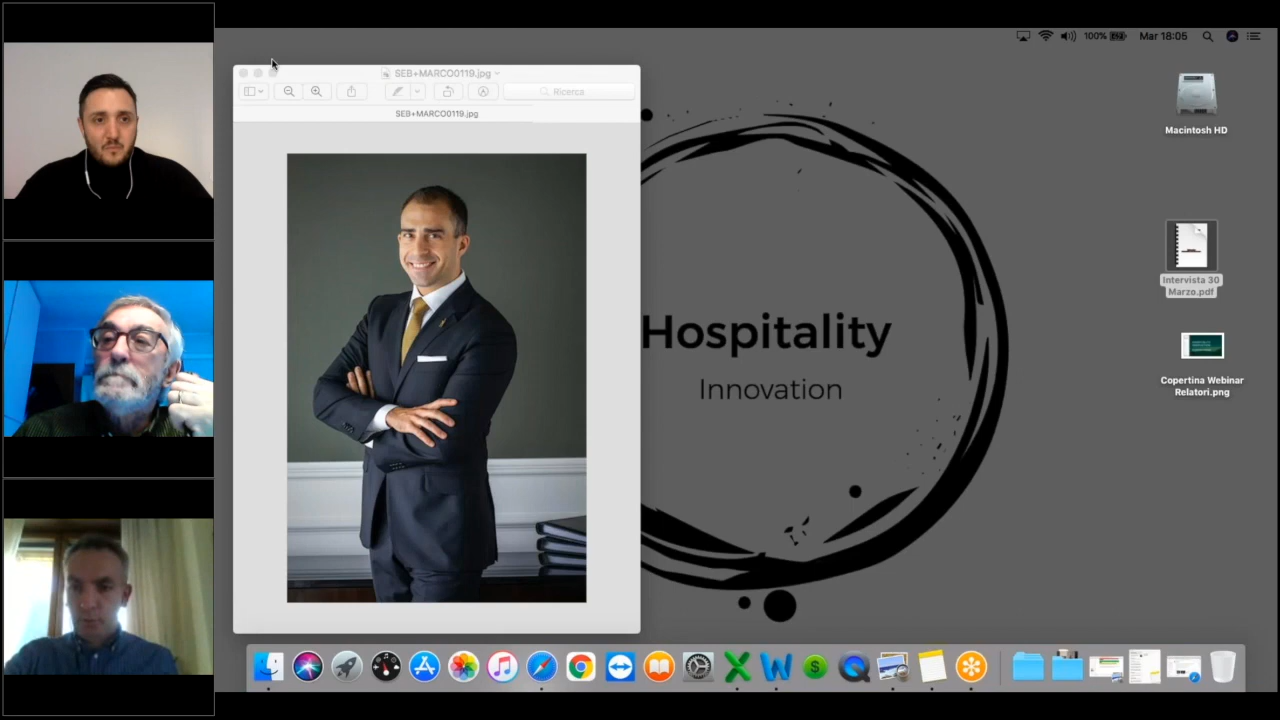 100%
Mar 18:05
SEB+MARCO0119.jpg
Ricerca
SEB+MARCO0119.jpg
Macintosh HD
Intervista 30
Marzo.pdf
Hospitality
Innovation
Copertina Webinar
Relatori.png